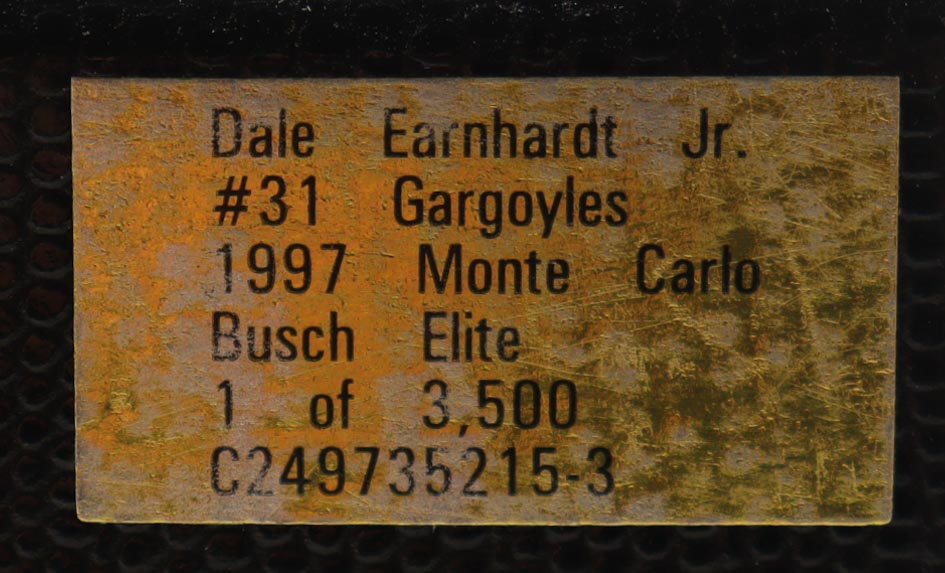 Dale Earnhardt Jr.
#31 Gargoyles
1997 Monte Carlo
Busch Elite
1 of 3,500
C249735215-3